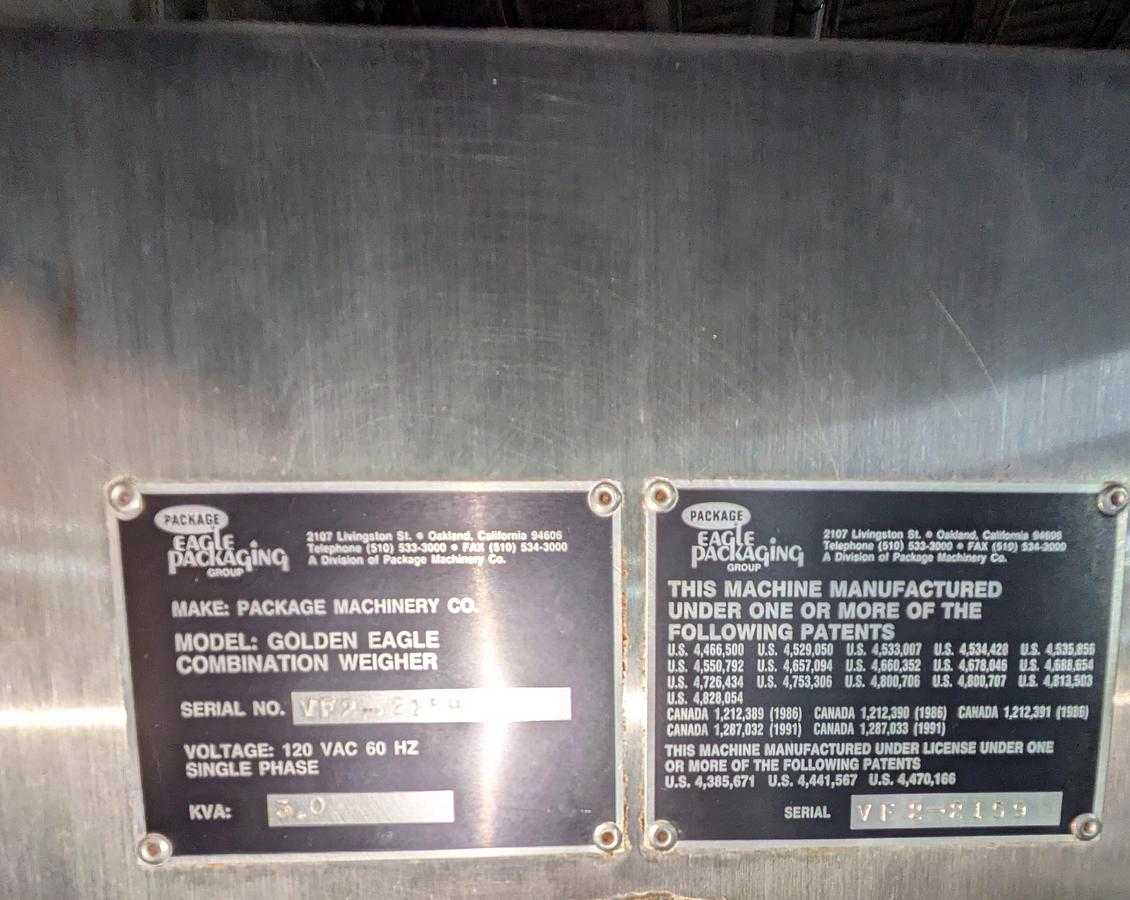 PACKAGE
EAGLE
PACKAGING
GROUP
2107 Livingston St. • Oakland, California 94606
Telephone (510) 533-3000 • FAX (510) 534-3000
A Division of Package Machinery Co.
MAKE: PACKAGE MACHINERY CO.
MODEL: GOLDEN EAGLE
COMBINATION WEIGHER
SERIAL NO. VF2-2159
VOLTAGE: 120 VAC 60 HZ
SINGLE PHASE
KVA: 3.0
PACKAGE
EAGLE
PACKAGING
GROUP
2107 Livingston St. • Oakland, California 94606
Telephone (510) 533-3000 • FAX (510) 534-3000
A Division of Package Machinery Co.
THIS MACHINE MANUFACTURED
UNDER ONE OR MORE OF THE
FOLLOWING PATENTS
U.S. 4,466,500 U.S. 4,529,050 U.S. 4,533,007 U.S. 4,534,428 U.S. 4,535,856
U.S. 4,550,792 U.S. 4,657,094 U.S. 4,660,352 U.S. 4,678,046 U.S. 4,688,654
U.S. 4,726,434 U.S. 4,753,306 U.S. 4,800,706 U.S. 4,800,707 U.S. 4,813,503
U.S. 4,828,054
CANADA 1,212,389 (1986) CANADA 1,212,390 (1986) CANADA 1,212,391 (1986)
CANADA 1,287,032 (1991) CANADA 1,287,033 (1991)
THIS MACHINE MANUFACTURED UNDER LICENSE UNDER ONE
OR MORE OF THE FOLLOWING PATENTS
U.S. 4,385,671 U.S. 4,441,567 U.S. 4,470,166
SERIAL VF2-2159